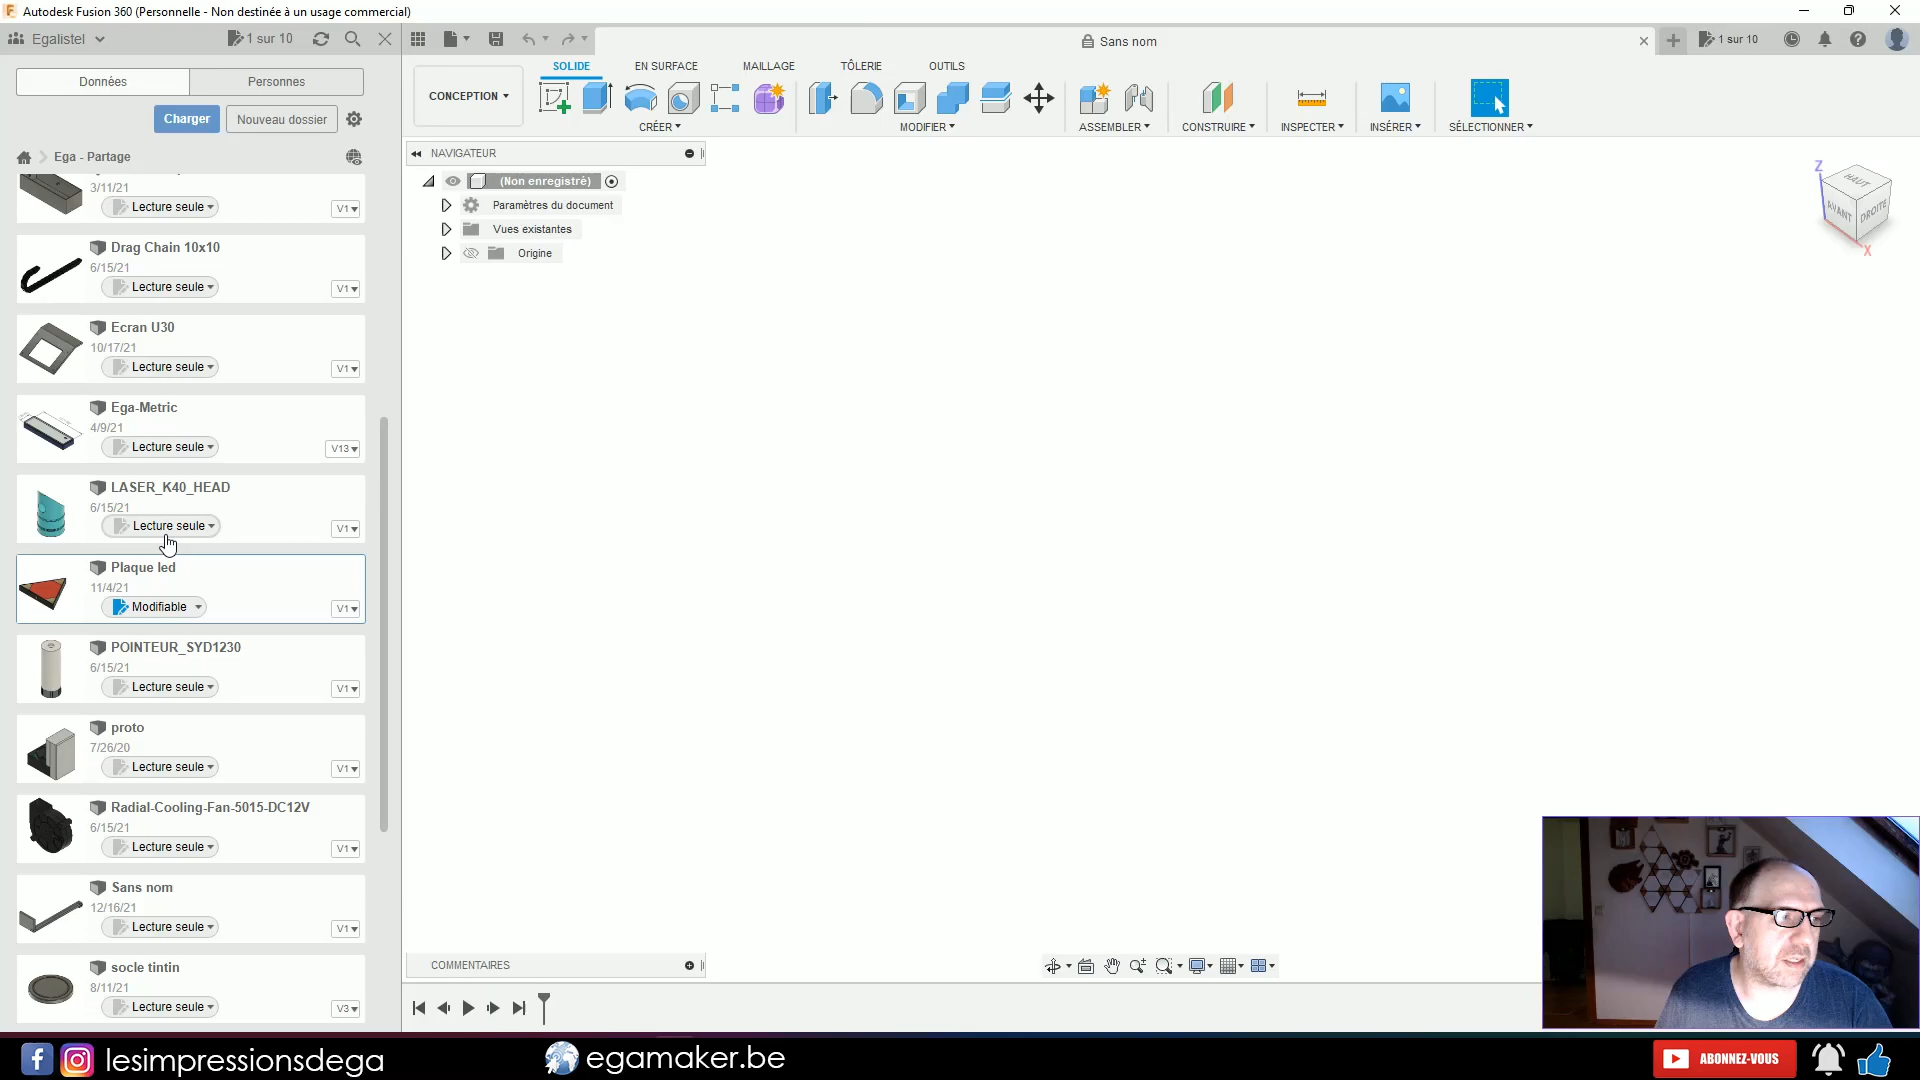 Autodesk Fusion 360 (Personnelle - Non destinée à un usage commercial)
Egalistel
1 sur 10
Sans nom
1 sur 10
Données
Personnes
Charger
Nouveau dossier
Ega - Partage
CONCEPTION
SOLIDE
EN SURFACE
MAILLAGE
TÔLERIE
OUTILS
CRÉER
MODIFIER
ASSEMBLER
CONSTRUIRE
INSPECTER
INSÉRER
SÉLECTIONNER
NAVIGATEUR
(Non enregistré)
Paramètres du document
Vues existantes
Origine
Z
HAUT
AVANT
DROITE
X
3/11/21
Lecture seule
V1
Drag Chain 10x10
6/15/21
Lecture seule
V1
Ecran U30
10/17/21
Lecture seule
V1
Ega-Metric
4/9/21
Lecture seule
V13
LASER_K40_HEAD
6/15/21
Lecture seule
V1
Plaque led
11/4/21
Modifiable
V1
POINTEUR_SYD1230
6/15/21
Lecture seule
V1
proto
7/26/20
Lecture seule
V1
Radial-Cooling-Fan-5015-DC12V
6/15/21
Lecture seule
V1
Sans nom
12/16/21
Lecture seule
V1
socle tintin
8/11/21
Lecture seule
V3
COMMENTAIRES
lesimpressionsdega
egamaker.be
ABONNEZ-VOUS